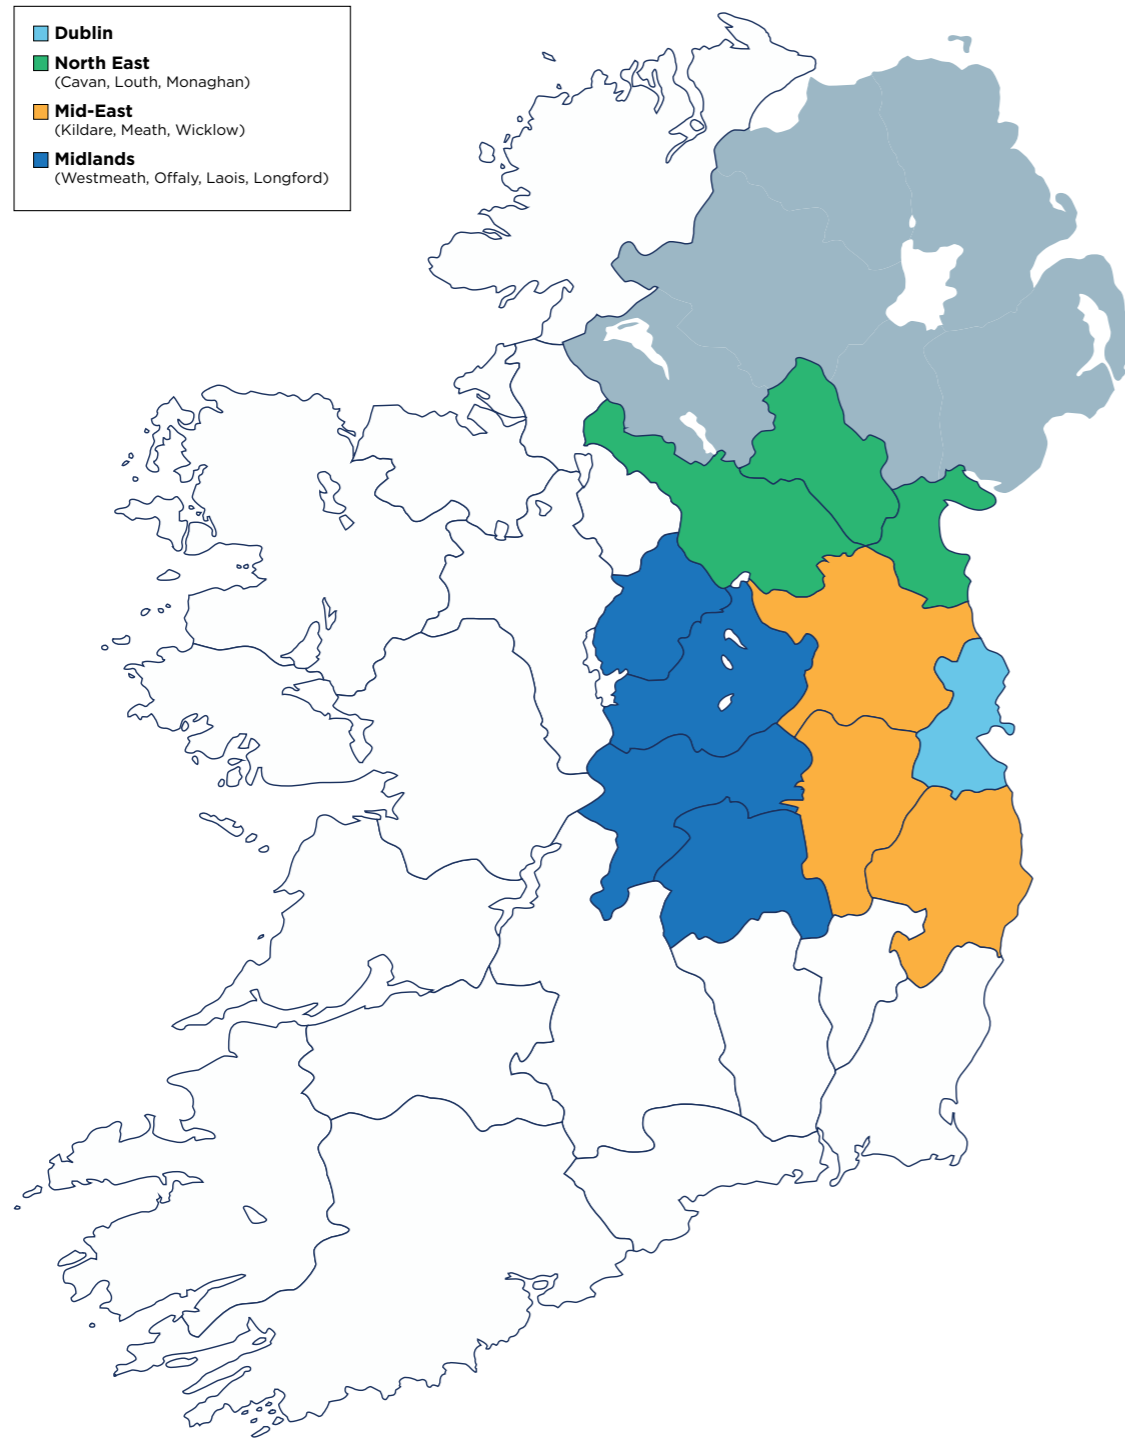 Dublin
North East
(Cavan, Louth, Monaghan)
Mid-East
(Kildare, Meath, Wicklow)
Midlands
(Westmeath, Offaly, Laois, Longford)